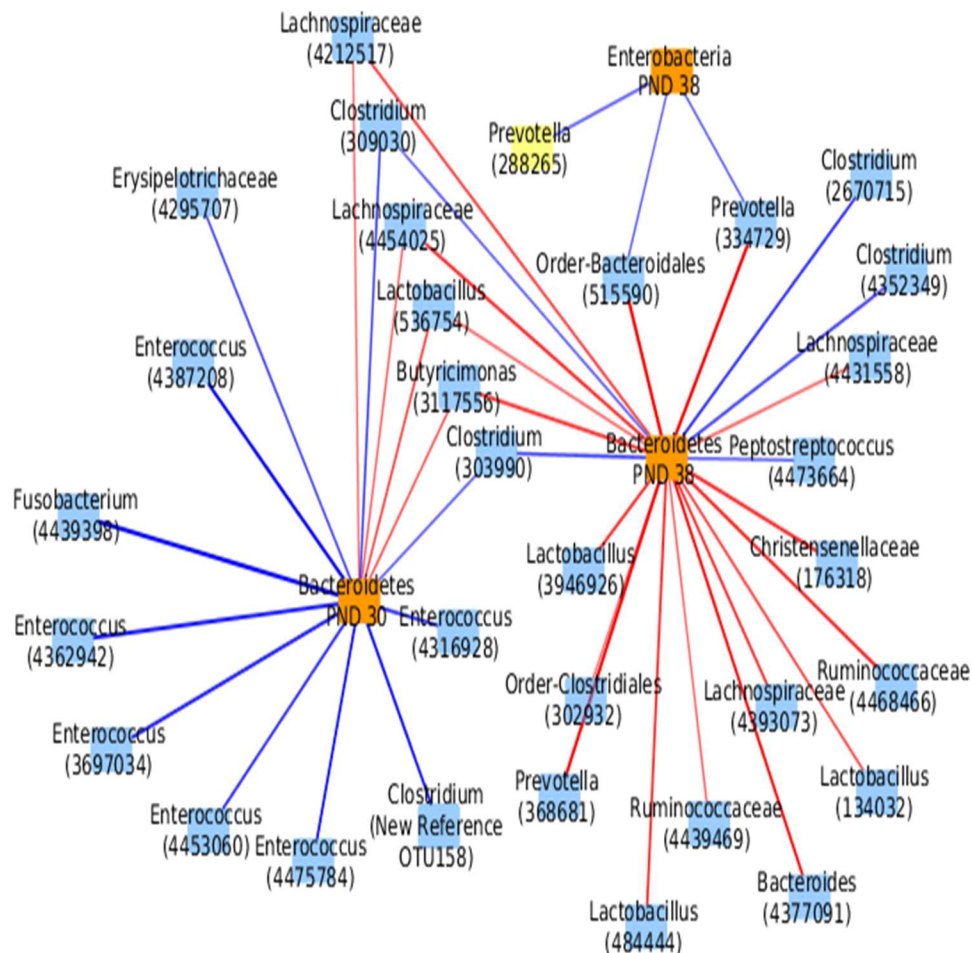 Lachnospiraceae
(4212517)
Enterobacteria
PND 38
Clostridium
(309030)
Prevotella
(288265)
Clostridium
(2670715)
Erysipelotrichaceae
(4295707)
Lachnospiraceae
(4454025)
Prevotella
(334729)
Order-Bacteroidales
(515590)
Clostridium
(4352349)
Lactobacillus
(536754)
Enterococcus
(4387208)
Lachnospiraceae
(4431558)
Butyricimonas
(3117556)
Clostridium
(303990)
Bacteroidetes
PND 38
Peptostreptococcus
(4473664)
Fusobacterium
(4439398)
Lactobacillus
(3946926)
Christensenellaceae
(176318)
Bacteroidetes
PND 30
Enterococcus
(4316928)
Enterococcus
(4362942)
Order-Clostridiales
(302932)
Lachnospiraceae
(4393073)
Ruminococcaceae
(4468466)
Enterococcus
(3697034)
Prevotella
(368681)
Lactobacillus
(134032)
Clostridium
(New Reference
OTU158)
Ruminococcaceae
(4439469)
Enterococcus
(4453060)
Enterococcus
(4475784)
Bacteroides
(4377091)
Lactobacillus
(484444)